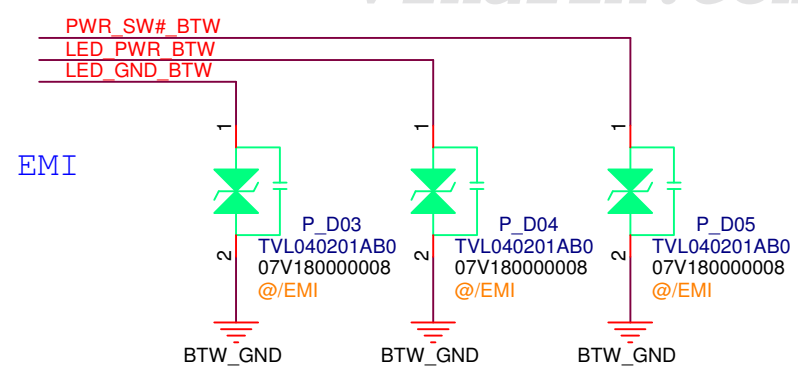 PWR_SW#_BTW
LED_PWR_BTW
LED_GND_BTW
EMI
1
1
1
2
2
2
P_D03
TVL040201AB0
07V180000008
@/EMI
P_D04
TVL040201AB0
07V180000008
@/EMI
P_D05
TVL040201AB0
07V180000008
@/EMI
BTW_GND
BTW_GND
BTW_GND